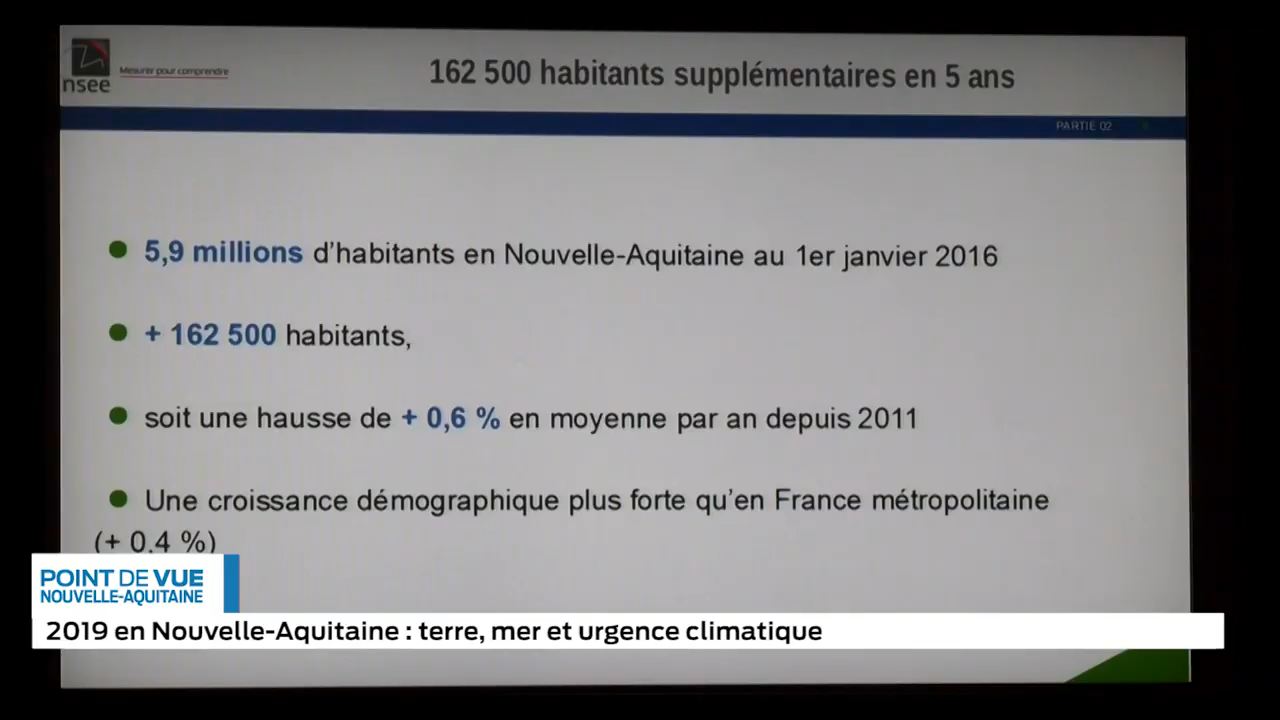 nsee
Mesurer pour comprendre
162 500 habitants supplémentaires en 5 ans
PARTIE 02
5,9 millions d'habitants en Nouvelle-Aquitaine au 1er janvier 2016
+ 162 500 habitants,
soit une hausse de + 0,6 % en moyenne par an depuis 2011
Une croissance démographique plus forte qu'en France métropolitaine
(+ 0,4 %)
POINT DE VUE
NOUVELLE-AQUITAINE
2019 en Nouvelle-Aquitaine : terre, mer et urgence climatique